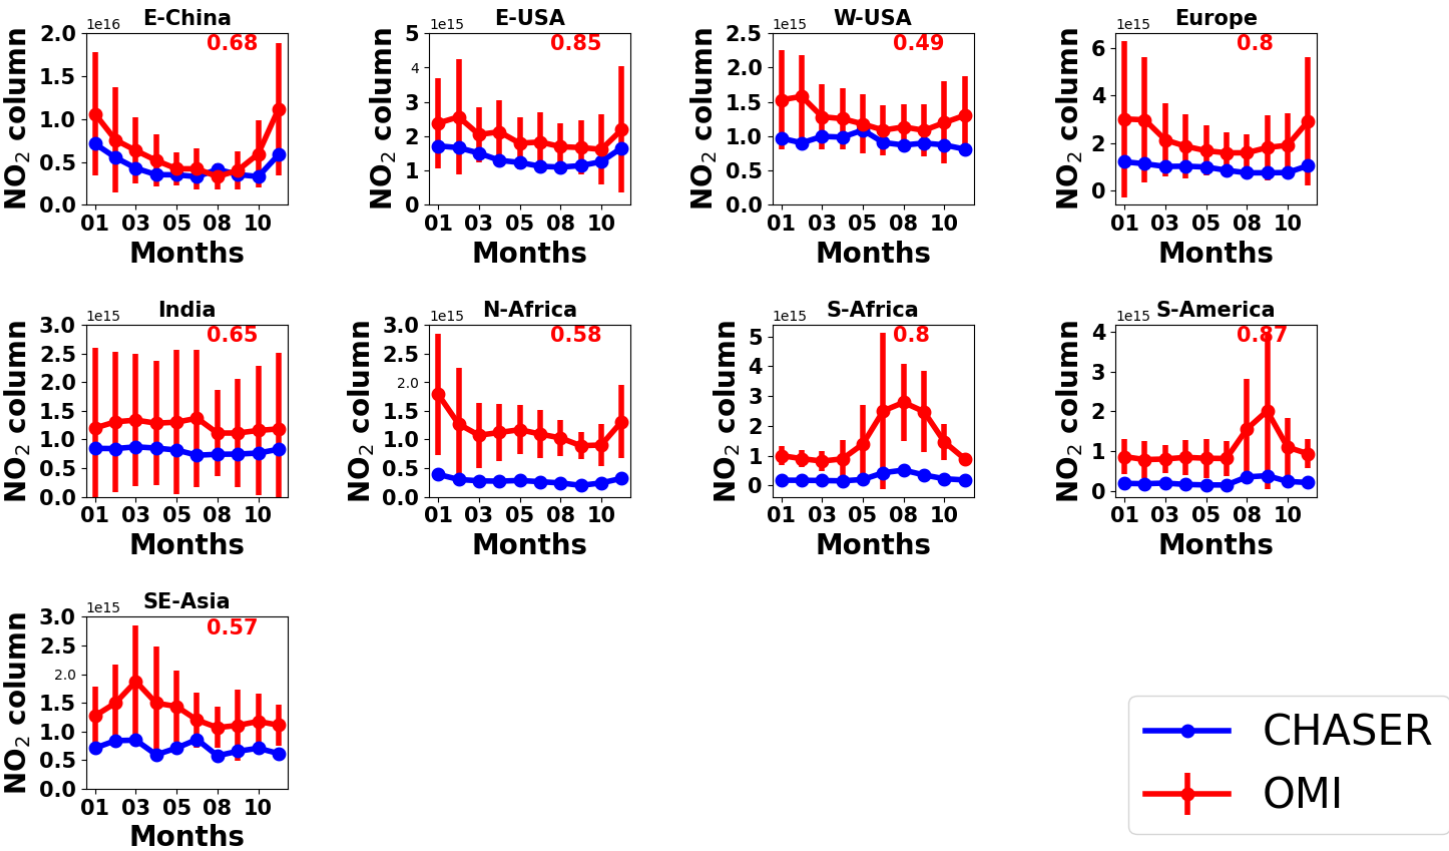 E-China
1e16
0.68
NO2 column
2.0
1.5
1.0
0.5
0.0
01 03 05 08 10
Months
E-USA
1e15
0.85
NO2 column
5
4
3
2
1
0
01 03 05 08 10
Months
W-USA
1e15
0.49
NO2 column
2.5
2.0
1.5
1.0
0.5
0.0
01 03 05 08 10
Months
Europe
1e15
0.8
NO2 column
6
4
2
0
01 03 05 08 10
Months
India
1e15
0.65
NO2 column
3.0
2.5
2.0
1.5
1.0
0.5
0.0
01 03 05 08 10
Months
N-Africa
1e15
0.58
NO2 column
3.0
2.5
2.0
1.5
1.0
0.5
0.0
01 03 05 08 10
Months
S-Africa
1e15
0.8
NO2 column
5
4
3
2
1
0
01 03 05 08 10
Months
S-America
1e15
0.87
NO2 column
4
3
2
1
0
01 03 05 08 10
Months
SE-Asia
1e15
0.57
NO2 column
3.0
2.5
2.0
1.5
1.0
0.5
0.0
01 03 05 08 10
Months
CHASER
OMI